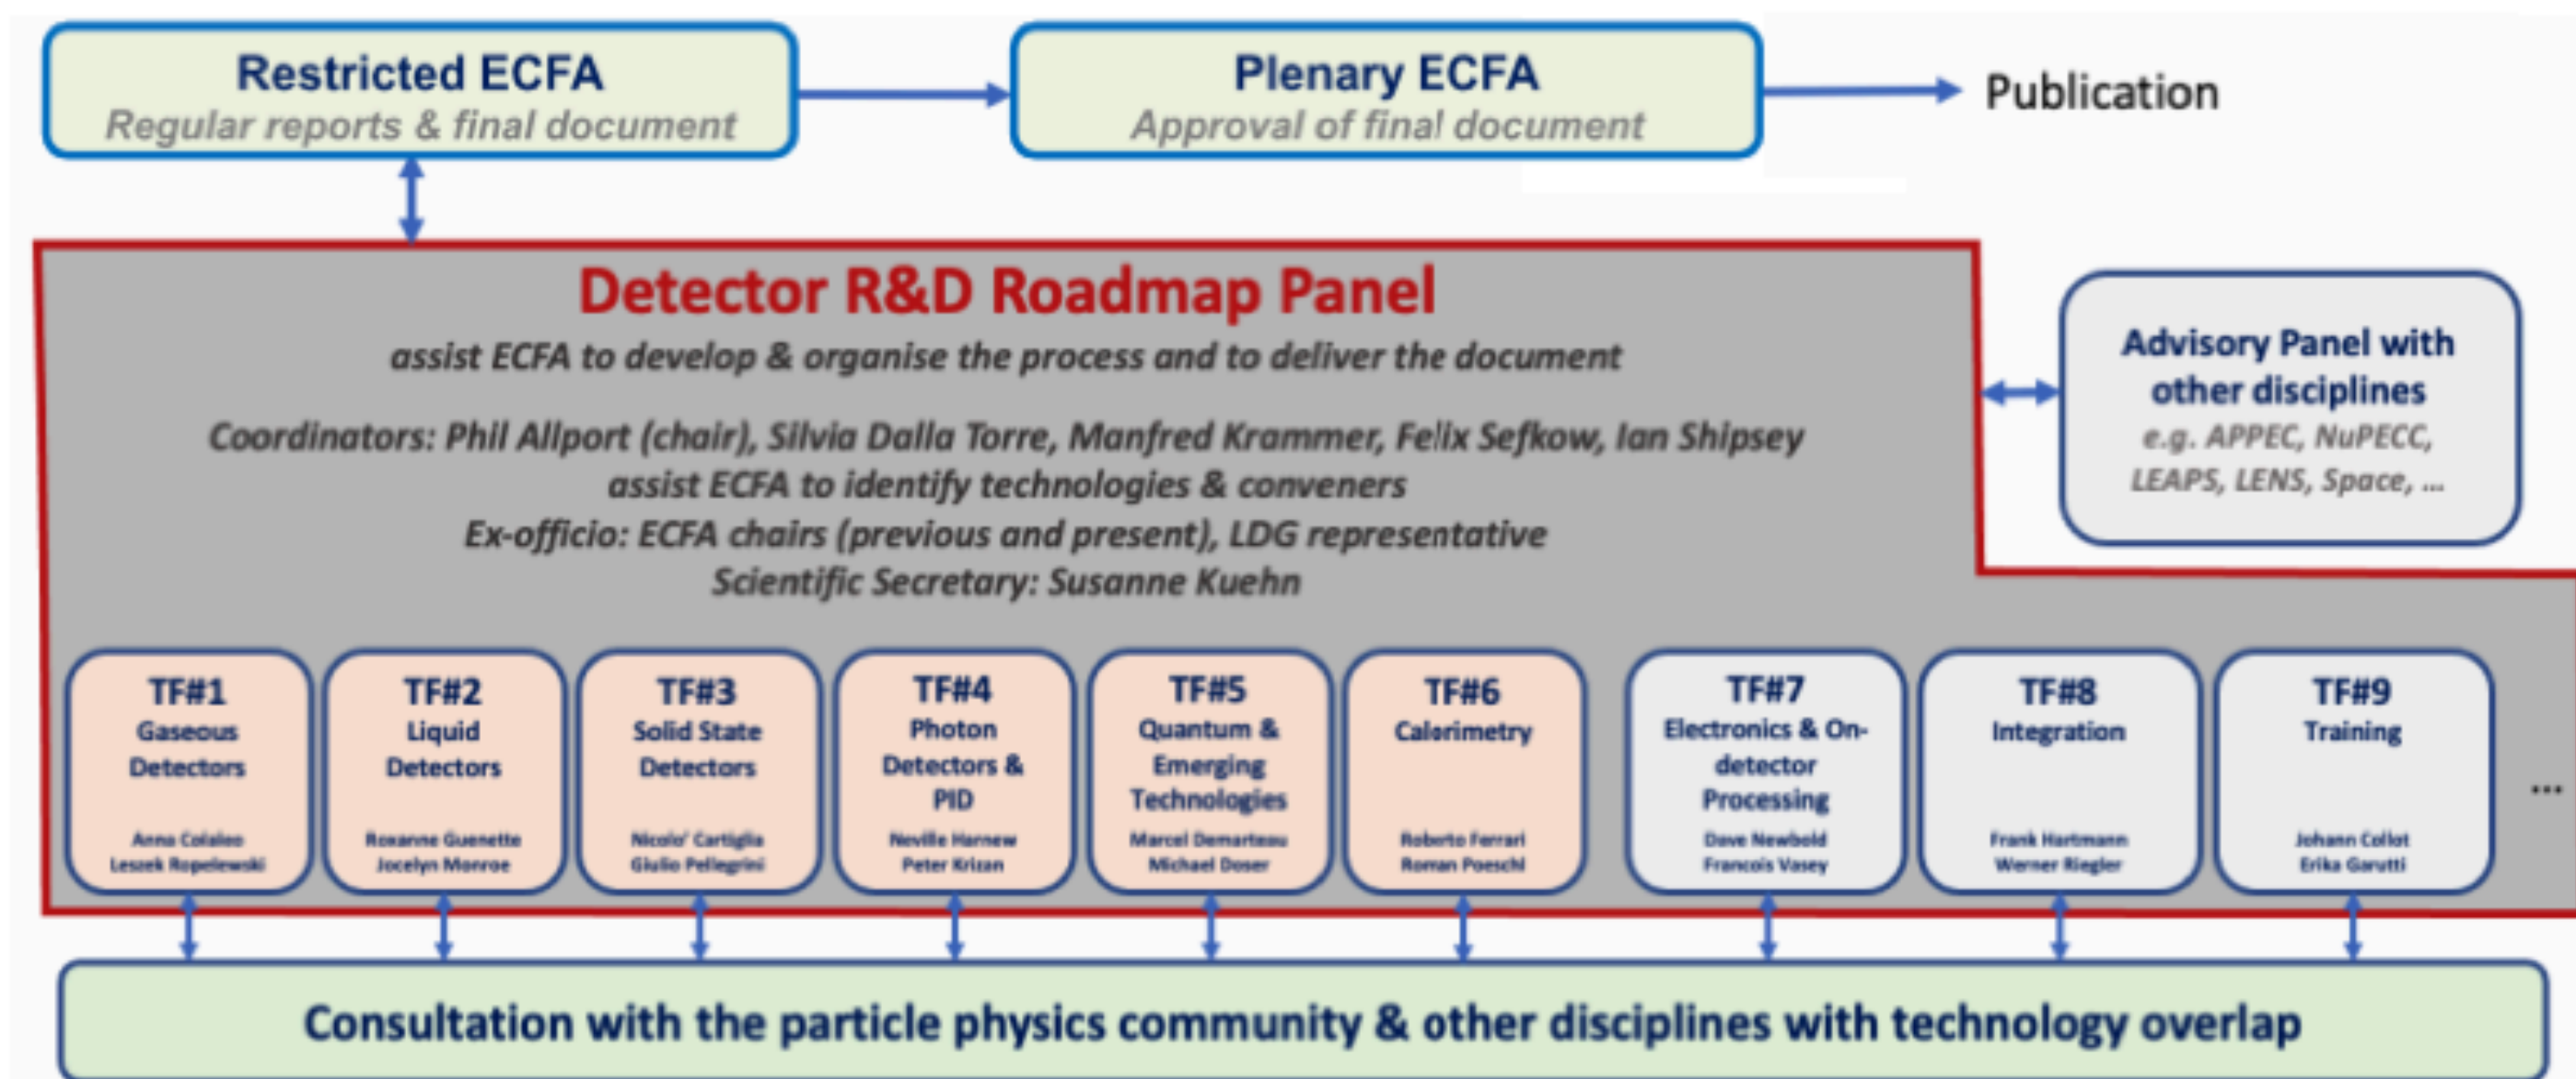 Restricted ECFA
Regular reports & final document
Plenary ECFA
Approval of final document
Publication
Detector R&D Roadmap Panel
assist ECFA to develop & organise the process and to deliver the document
Coordinators: Phil Allport (chair), Silvia Dalla Torre, Manfred Krammer, Felix Sefkow, Ian Shipsey
assist ECFA to identify technologies & conveners
Ex-officio: ECFA chairs (previous and present), LDG representative
Scientific Secretary: Susanne Kuehn
Advisory Panel with
other disciplines
e.g. APPEC, NuPECC,
LEAPS, LENS, Space, ...
TF#1
Gaseous
Detectors
Anna Colaleo
Leszek Ropelewski
TF#2
Liquid
Detectors
Roxanne Guenette
Jocelyn Monroe
TF#3
Solid State
Detectors
Nicolo' Cartiglia
Giulio Pellegrini
TF#4
Photon
Detectors &
PID
Neville Harnew
Peter Krizan
TF#5
Quantum &
Emerging
Technologies
Marcel Demarteau
Michael Doser
TF#6
Calorimetry
Roberto Ferrari
Roman Poeschl
TF#7
Electronics & On-
detector
Processing
Dave Newbold
Francois Vasey
TF#8
Integration
Frank Hartmann
Werner Riegler
TF#9
Training
Johann Collot
Erika Garutti
...
Consultation with the particle physics community & other disciplines with technology overlap